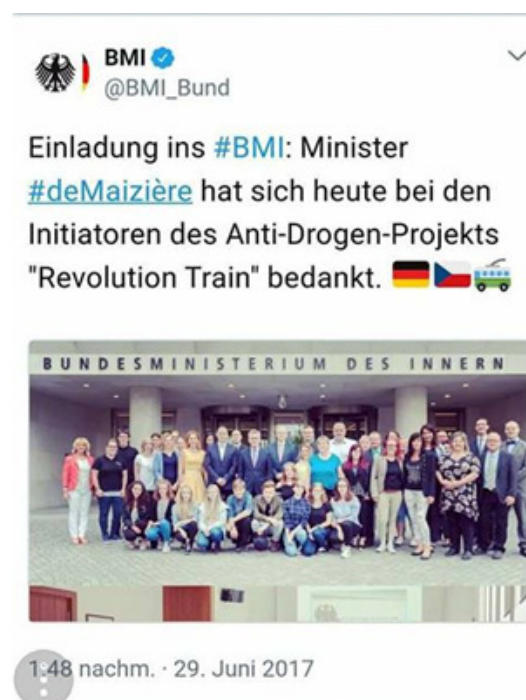 BMI
@BMI_Bund
Einladung ins #BMI: Minister
#deMaizière hat sich heute bei den
Initiatoren des Anti-Drogen-Projekts
"Revolution Train" bedankt.
BUNDESMINISTERIUM DES INNERN
1:48 nachm. · 29. Juni 2017